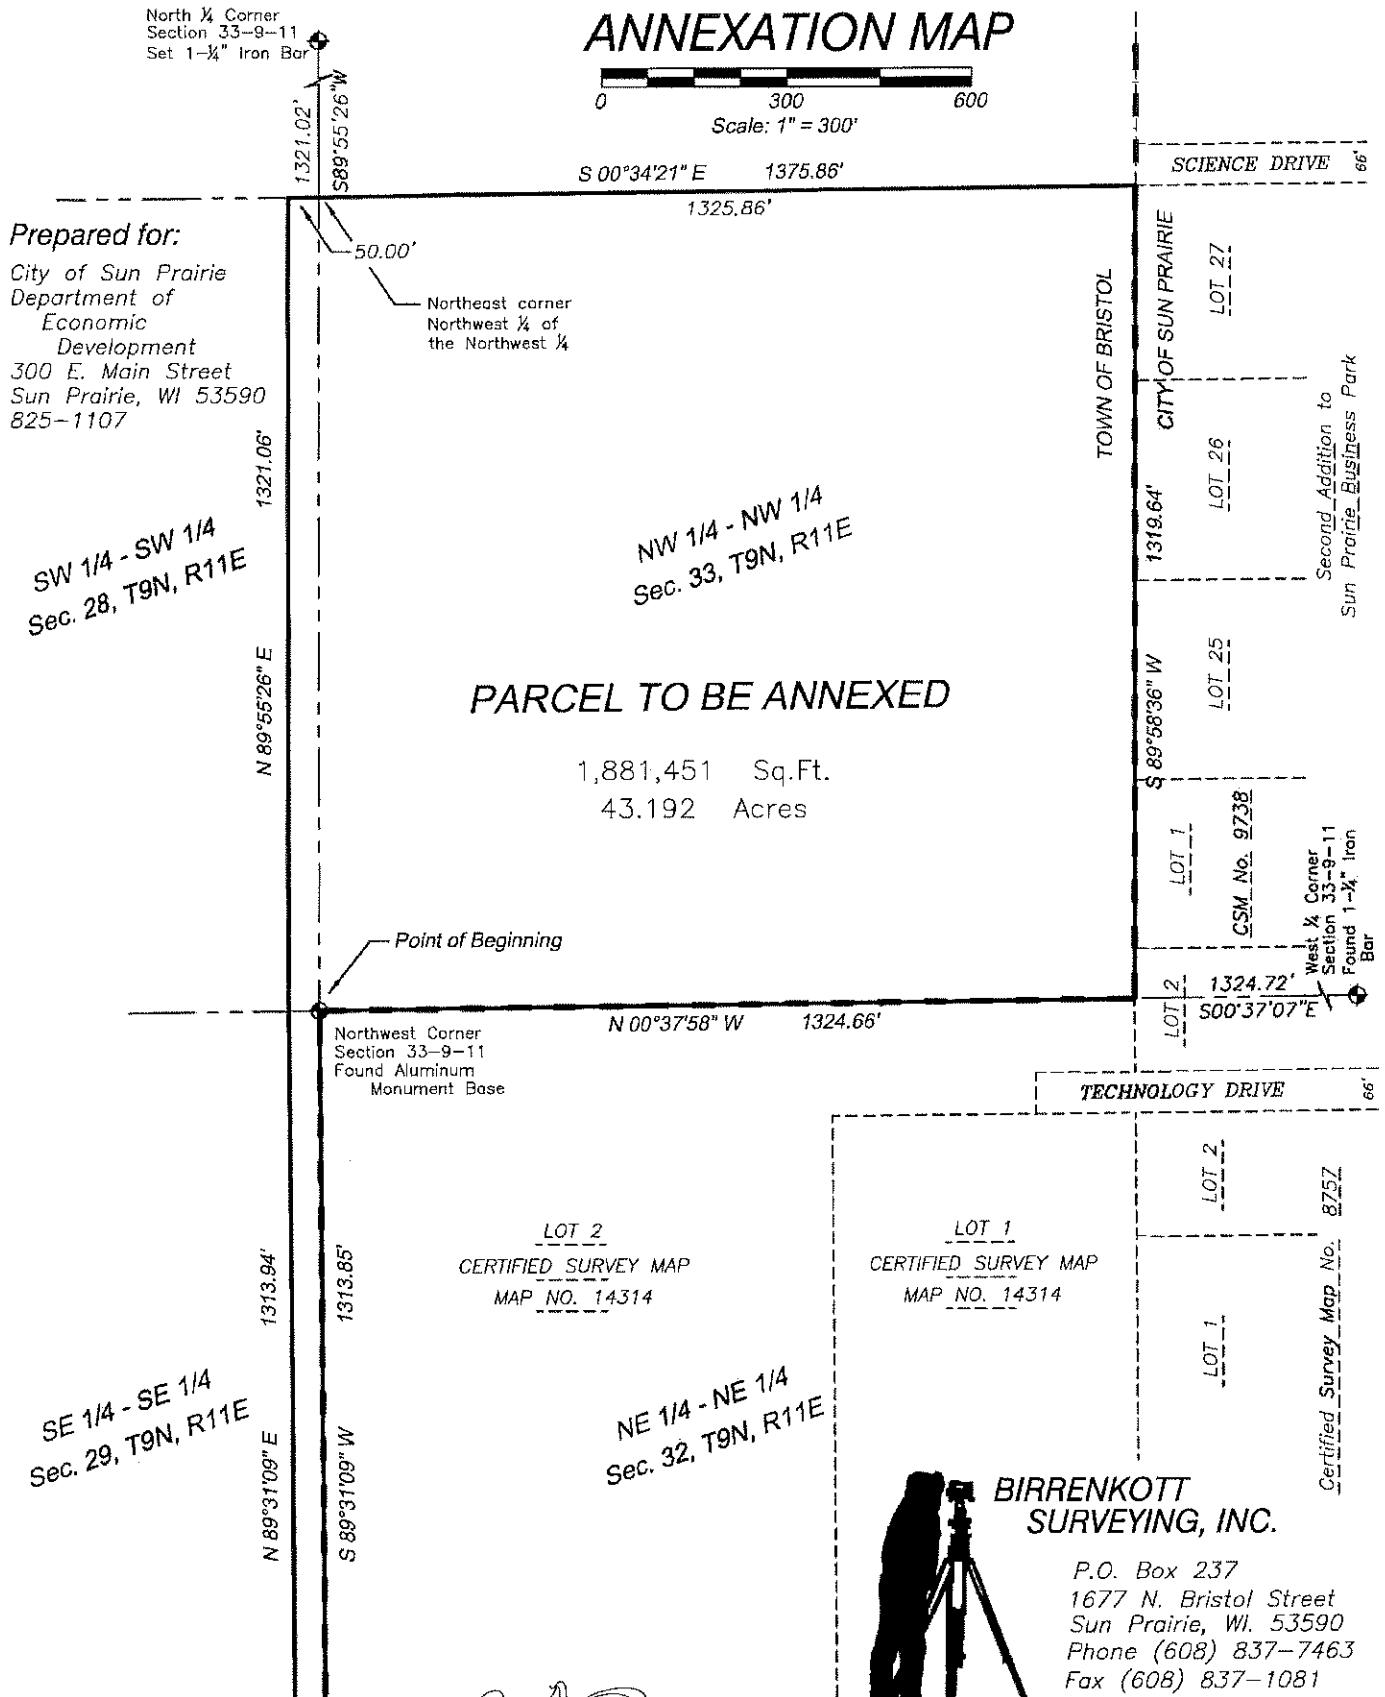 North ¼ Corner
Section 33-9-11
Set 1-¼" Iron Bar
ANNEXATION MAP
0 300 600
Scale: 1" = 300'
1321.02'
S89°55'26"W
S 00°34'21" E 1375.86'
1325.86'
SCIENCE DRIVE 66'
Prepared for:
City of Sun Prairie
Department of
Economic
Development
300 E. Main Street
Sun Prairie, WI 53590
825-1107
50.00'
Northeast corner
Northwest ¼ of
the Northwest ¼
TOWN OF BRISTOL
CITY OF SUN PRAIRIE
LOT 27
LOT 26
LOT 25
Second Addition to
Sun Prairie Business Park
1321.06'
N 89°55'26" E
SW 1/4 - SW 1/4
Sec. 28, T9N, R11E
NW 1/4 - NW 1/4
Sec. 33, T9N, R11E
1319.64'
S 89°58'36" W
PARCEL TO BE ANNEXED
1,881,451 Sq.Ft.
43.192 Acres
LOT 1
CSM No. 9738
West ¼ Corner
Section 33-9-11
Found 1-¼" Iron
Bar
Point of Beginning
LOT 2
1324.72'
S00°37'07"E
N 00°37'58" W 1324.66'
Northwest Corner
Section 33-9-11
Found Aluminum
Monument Base
TECHNOLOGY DRIVE 66'
LOT 2
LOT 1
Certified Survey Map No. 8757
LOT 2
CERTIFIED SURVEY MAP
MAP NO. 14314
LOT 1
CERTIFIED SURVEY MAP
MAP NO. 14314
1313.94'
N 89°31'09" E
1313.85'
S 89°31'09" W
SE 1/4 - SE 1/4
Sec. 29, T9N, R11E
NE 1/4 - NE 1/4
Sec. 32, T9N, R11E
BIRRENKOTT
SURVEYING, INC.
P.O. Box 237
1677 N. Bristol Street
Sun Prairie, WI. 53590
Phone (608) 837-7463
Fax (608) 837-1081